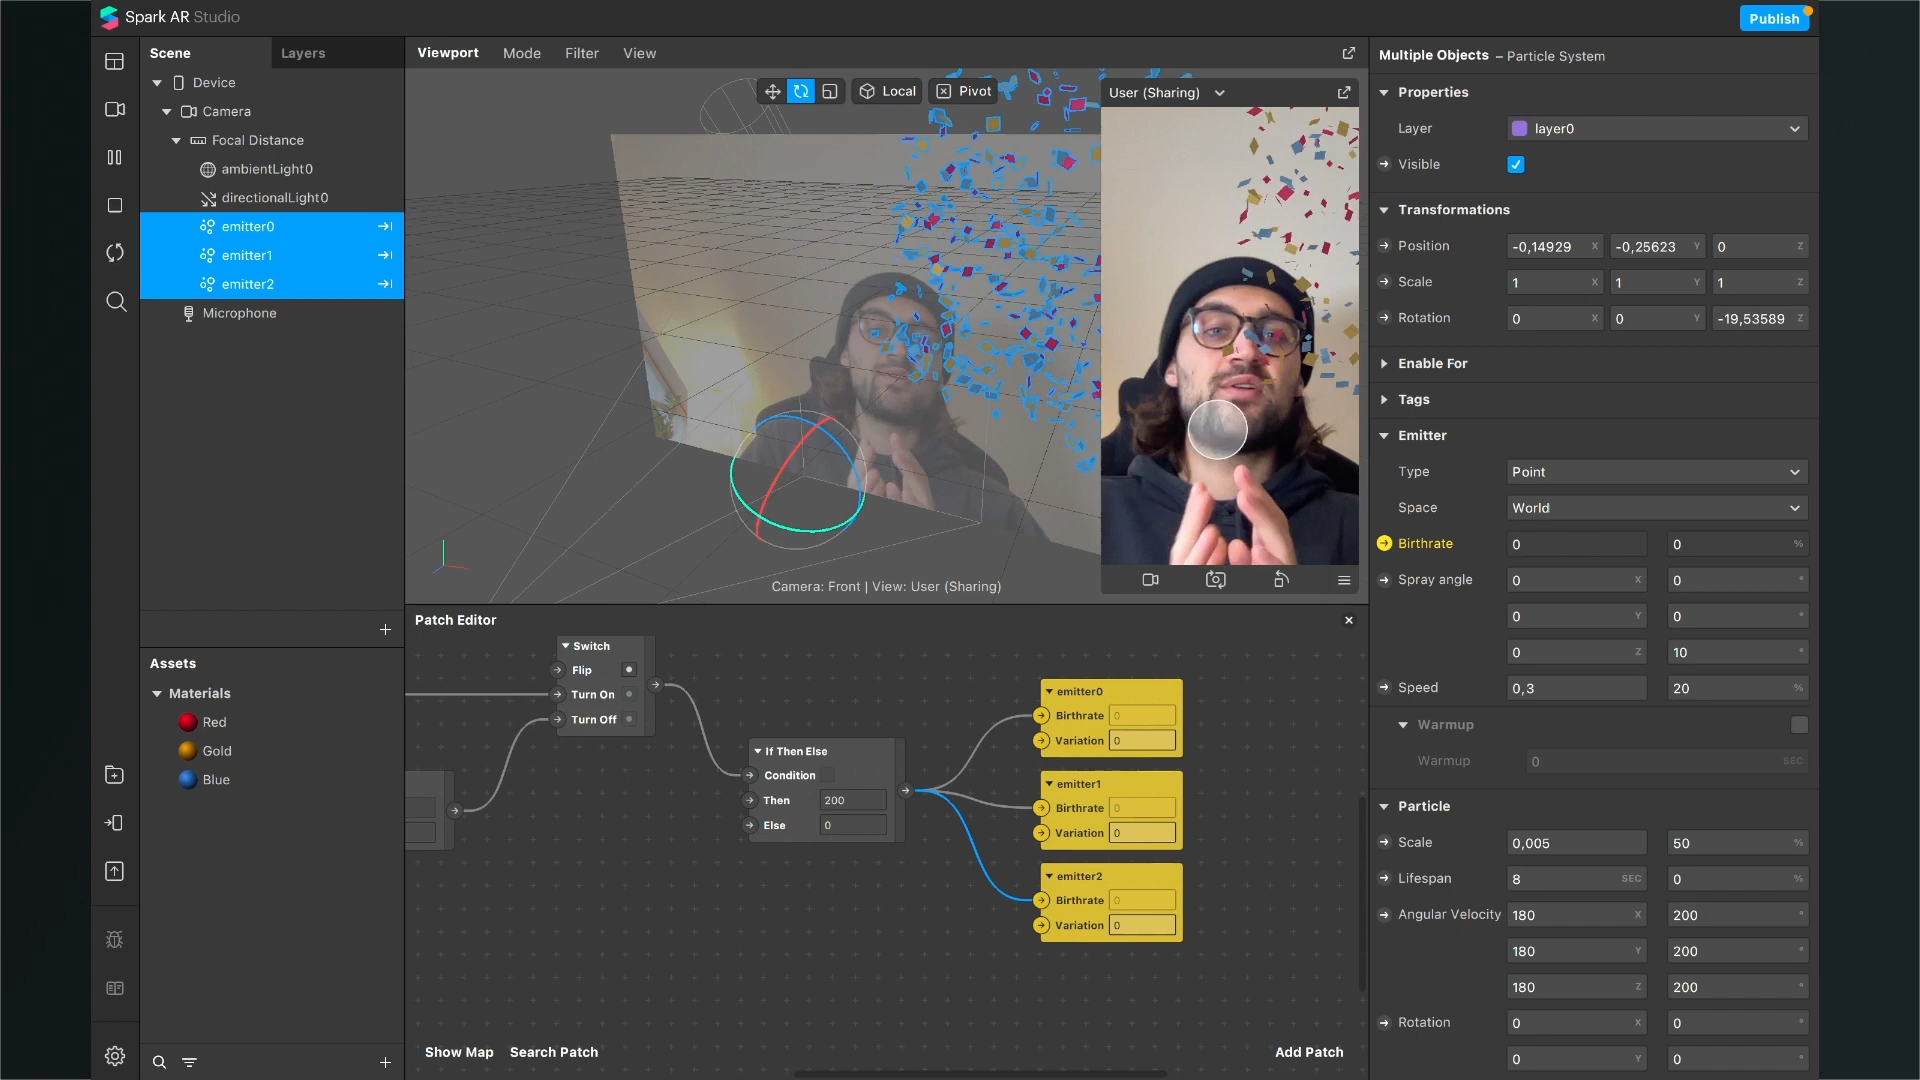 Spark AR Studio
Publish
Scene
Layers
Device
Camera
Focal Distance
ambientLight0
directionalLight0
emitter0
emitter1
emitter2
Microphone
Assets
Materials
Red
Gold
Blue
Viewport
Mode
Filter
View
Local
Pivot
User (Sharing)
Camera: Front | View: User (Sharing)
Patch Editor
Switch
Flip
Turn On
Turn Off
If Then Else
Condition
Then 200
Else 0
emitter0
Birthrate 0
Variation 0
emitter1
Birthrate 0
Variation 0
emitter2
Birthrate 0
Variation 0
Show Map
Search Patch
Add Patch
Multiple Objects – Particle System
Properties
Layer layer0
Visible
Transformations
Position -0,14929 X -0,25623 Y 0 Z
Scale 1 X 1 Y 1 Z
Rotation 0 X 0 Y -19,53589 Z
Enable For
Tags
Emitter
Type Point
Space World
Birthrate 0 0 %
Spray angle 0 X 0 °
0 Y 0 °
0 Z 10 °
Speed 0,3 20 %
Warmup
Warmup 0 SEC
Particle
Scale 0,005 50 %
Lifespan 8 SEC 0 %
Angular Velocity 180 X 200 °
180 Y 200 °
180 Z 200 °
Rotation 0 X 0 °
0 Y 0 °